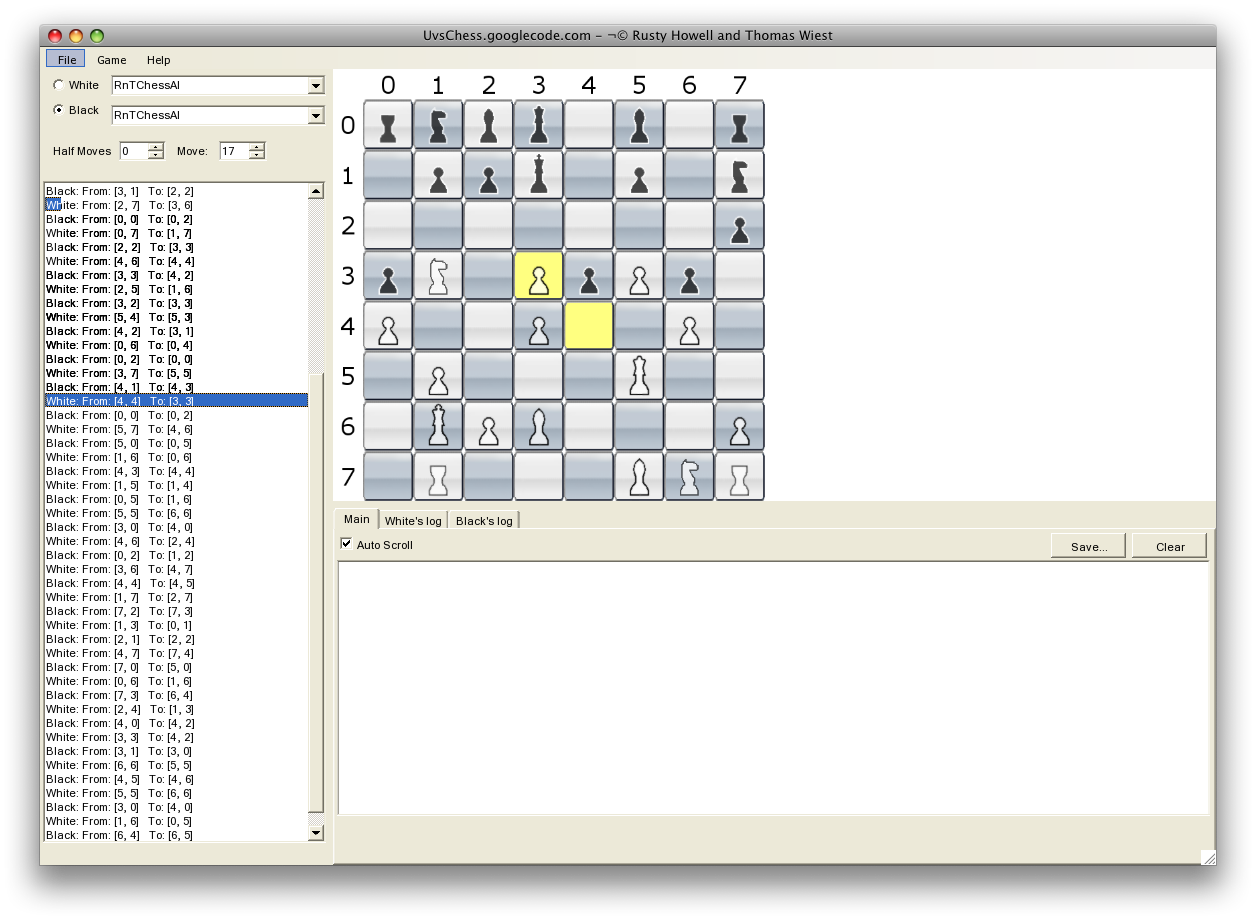 UvsChess.googlecode.com – ¬© Rusty Howell and Thomas Wiest
File Game Help
White RnTChessAI
Black RnTChessAI
Half Moves 0 Move: 17
Black: From: [3, 1] To: [2, 2]
White: From: [2, 7] To: [3, 6]
Black: From: [0, 0] To: [0, 2]
White: From: [0, 7] To: [1, 7]
Black: From: [2, 2] To: [3, 3]
White: From: [4, 6] To: [4, 4]
Black: From: [3, 3] To: [4, 2]
White: From: [2, 5] To: [1, 6]
Black: From: [3, 2] To: [3, 3]
White: From: [5, 4] To: [5, 3]
Black: From: [4, 2] To: [3, 1]
White: From: [0, 6] To: [0, 4]
Black: From: [0, 2] To: [0, 0]
White: From: [3, 7] To: [5, 5]
Black: From: [4, 1] To: [4, 3]
White: From: [4, 4] To: [3, 3]
Black: From: [0, 0] To: [0, 2]
White: From: [5, 7] To: [4, 6]
Black: From: [5, 0] To: [0, 5]
White: From: [1, 6] To: [0, 6]
Black: From: [4, 3] To: [4, 4]
White: From: [1, 5] To: [1, 4]
Black: From: [0, 5] To: [1, 6]
White: From: [5, 5] To: [6, 6]
Black: From: [3, 0] To: [4, 0]
White: From: [4, 6] To: [2, 4]
Black: From: [0, 2] To: [1, 2]
White: From: [3, 6] To: [4, 7]
Black: From: [4, 4] To: [4, 5]
White: From: [1, 7] To: [2, 7]
Black: From: [7, 2] To: [7, 3]
White: From: [1, 3] To: [0, 1]
Black: From: [2, 1] To: [2, 2]
White: From: [4, 7] To: [7, 4]
Black: From: [7, 0] To: [5, 0]
White: From: [0, 6] To: [1, 6]
Black: From: [7, 3] To: [6, 4]
White: From: [2, 4] To: [1, 3]
Black: From: [4, 0] To: [4, 2]
White: From: [3, 3] To: [4, 2]
Black: From: [3, 1] To: [3, 0]
White: From: [6, 6] To: [5, 5]
Black: From: [4, 5] To: [4, 6]
White: From: [5, 5] To: [6, 6]
Black: From: [3, 0] To: [4, 0]
White: From: [1, 6] To: [0, 5]
Black: From: [6, 4] To: [6, 5]
0 1 2 3 4 5 6 7
0
1
2
3
4
5
6
7
Main White's log Black's log
Auto Scroll Save... Clear